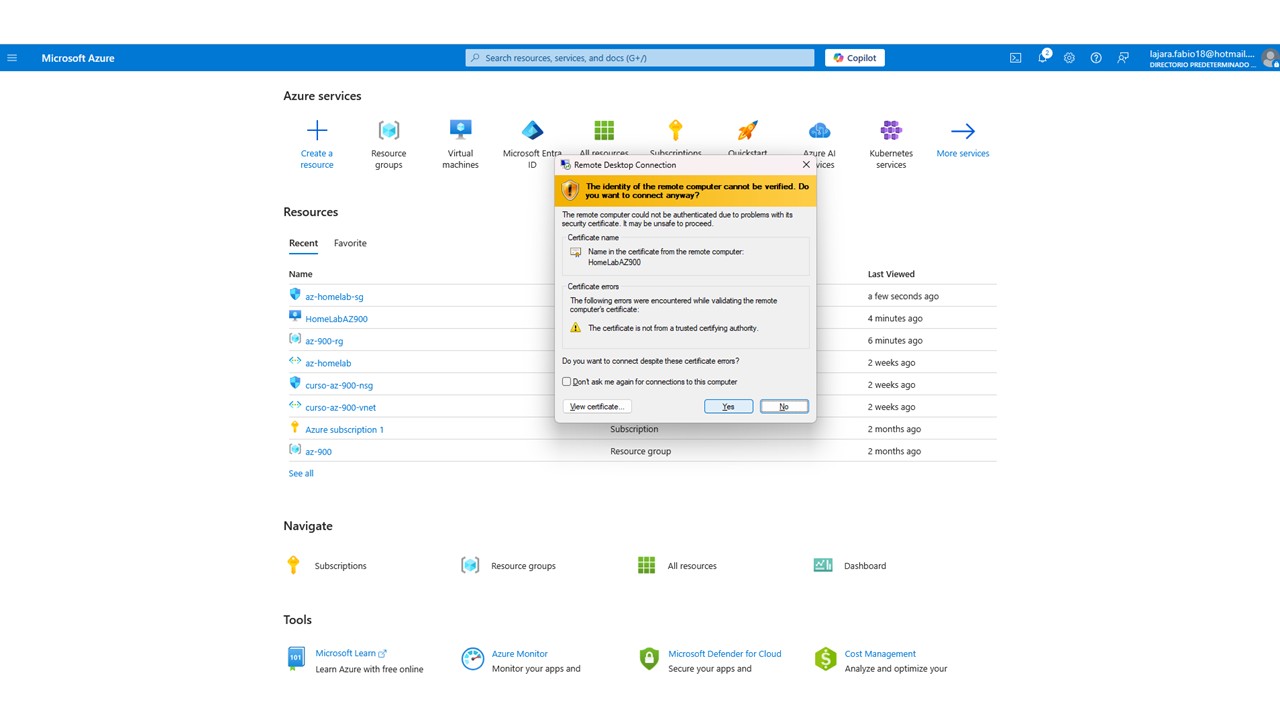 Microsoft Azure
Search resources, services, and docs (G+/)
Copilot
2
lajara.fabio18@hotmail....
DIRECTORIO PREDETERMINADO ...
Azure services
Create a
resource
Resource
groups
Virtual
machines
Microsoft Entra
ID
All resources
Subscriptions
Quickstart
Azure AI
vices
Kubernetes
services
More services
Remote Desktop Connection
The identity of the remote computer cannot be verified. Do
you want to connect anyway?
The remote computer could not be authenticated due to problems with its
security certificate. It may be unsafe to proceed.
Certificate name
Name in the certificate from the remote computer:
HomeLabAZ900
Certificate errors
The following errors were encountered while validating the remote
computer's certificate:
The certificate is not from a trusted certifying authority.
Do you want to connect despite these certificate errors?
Don't ask me again for connections to this computer
View certificate...
Yes
No
Resources
Recent
Favorite
Name
Last Viewed
az-homelab-sg
a few seconds ago
HomeLabAZ900
4 minutes ago
az-900-rg
6 minutes ago
az-homelab
2 weeks ago
curso-az-900-nsg
2 weeks ago
curso-az-900-vnet
2 weeks ago
Azure subscription 1
Subscription
2 months ago
az-900
Resource group
2 months ago
See all
Navigate
Subscriptions
Resource groups
All resources
Dashboard
Tools
101
Microsoft Learn
Learn Azure with free online
Azure Monitor
Monitor your apps and
Microsoft Defender for Cloud
Secure your apps and
Cost Management
Analyze and optimize your